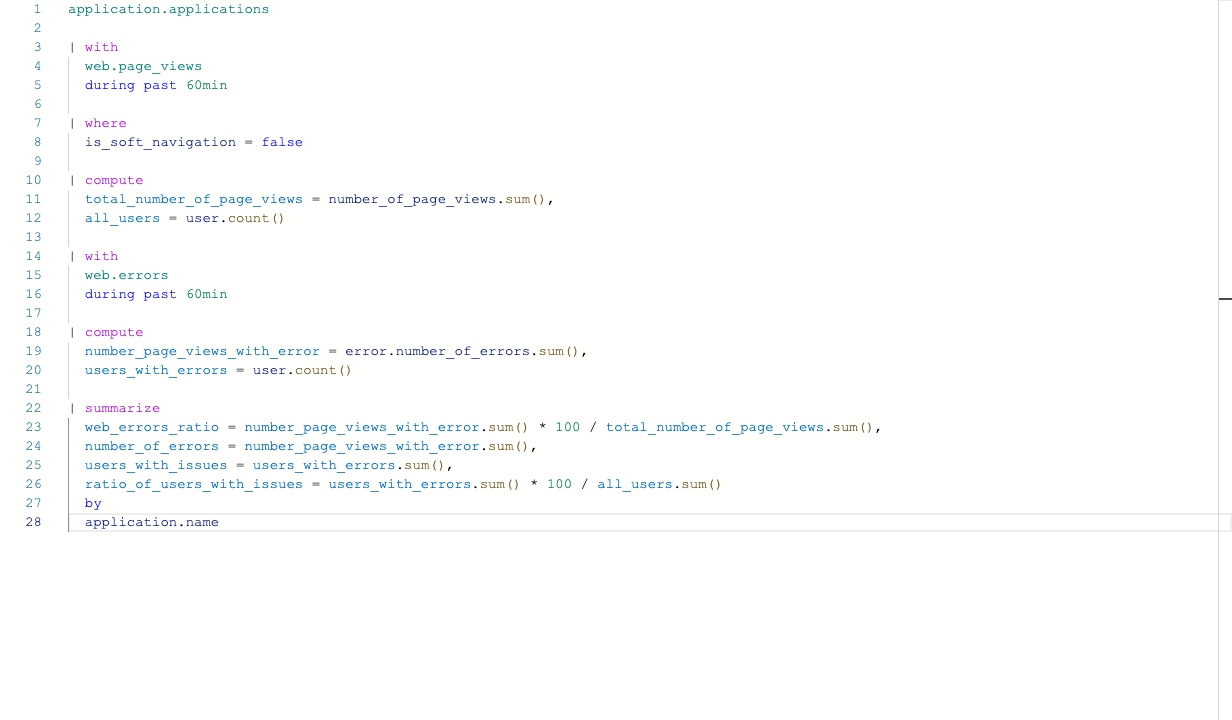 1 application.applications
2
3 | with
4 web.page_views
5 during past 60min
6
7 | where
8 is_soft_navigation = false
9
10 | compute
11 total_number_of_page_views = number_of_page_views.sum(),
12 all_users = user.count()
13
14 | with
15 web.errors
16 during past 60min
17
18 | compute
19 number_page_views_with_error = error.number_of_errors.sum(),
20 users_with_errors = user.count()
21
22 | summarize
23 web_errors_ratio = number_page_views_with_error.sum() * 100 / total_number_of_page_views.sum(),
24 number_of_errors = number_page_views_with_error.sum(),
25 users_with_issues = users_with_errors.sum(),
26 ratio_of_users_with_issues = users_with_errors.sum() * 100 / all_users.sum()
27 by
28 application.name